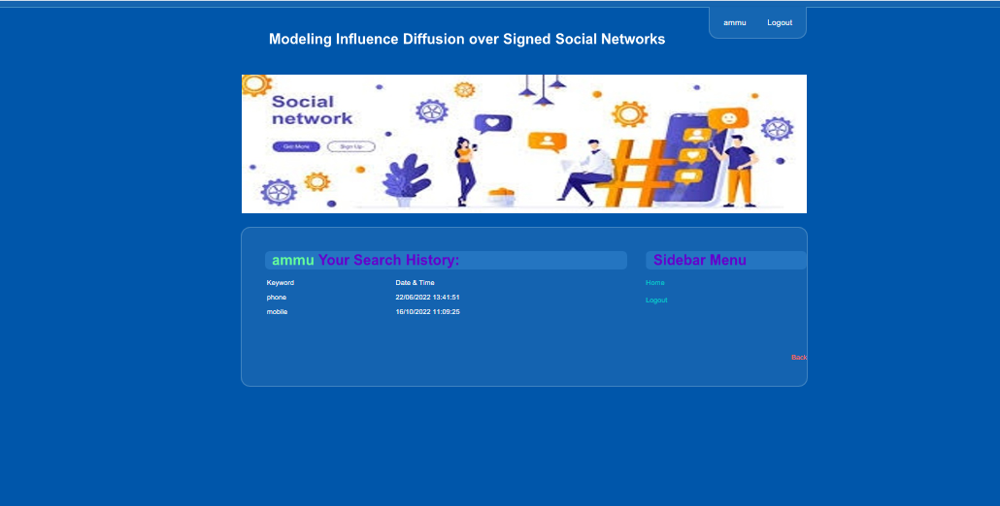 ammu Logout
Modeling Influence Diffusion over Signed Social Networks
Social
network
Get More Sign Up
ammu Your Search History:
Sidebar Menu
Keyword Date & Time
Home
phone 22/06/2022 13:41:51
Logout
mobile 16/10/2022 11:09:25
Back